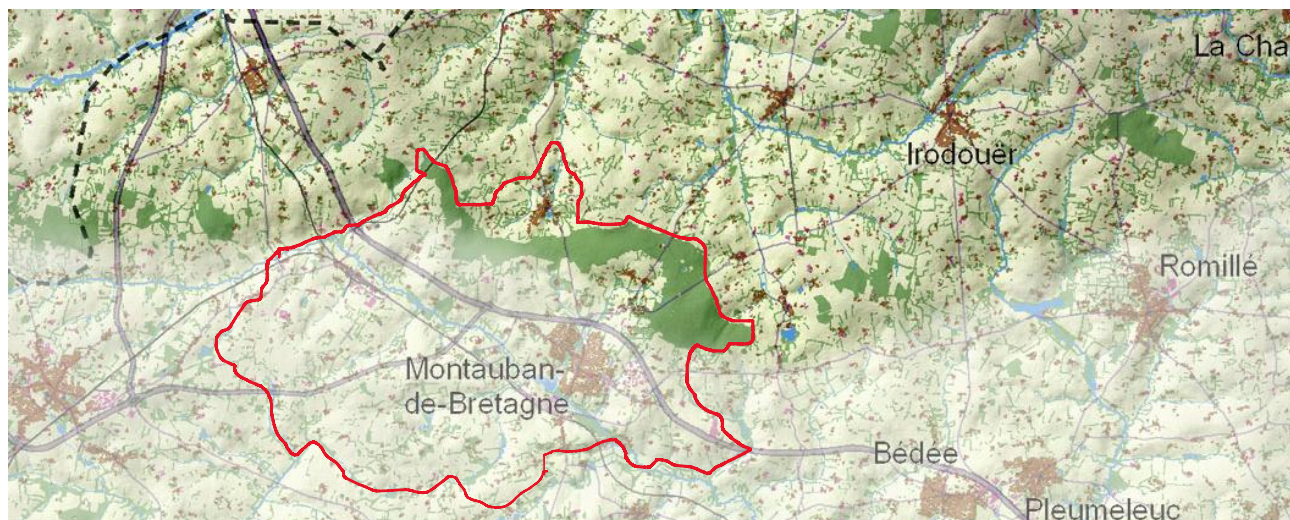 La Cha
Irodouër
Romillé
Montauban-
de-Bretagne
Bédée
Pleumeleuc